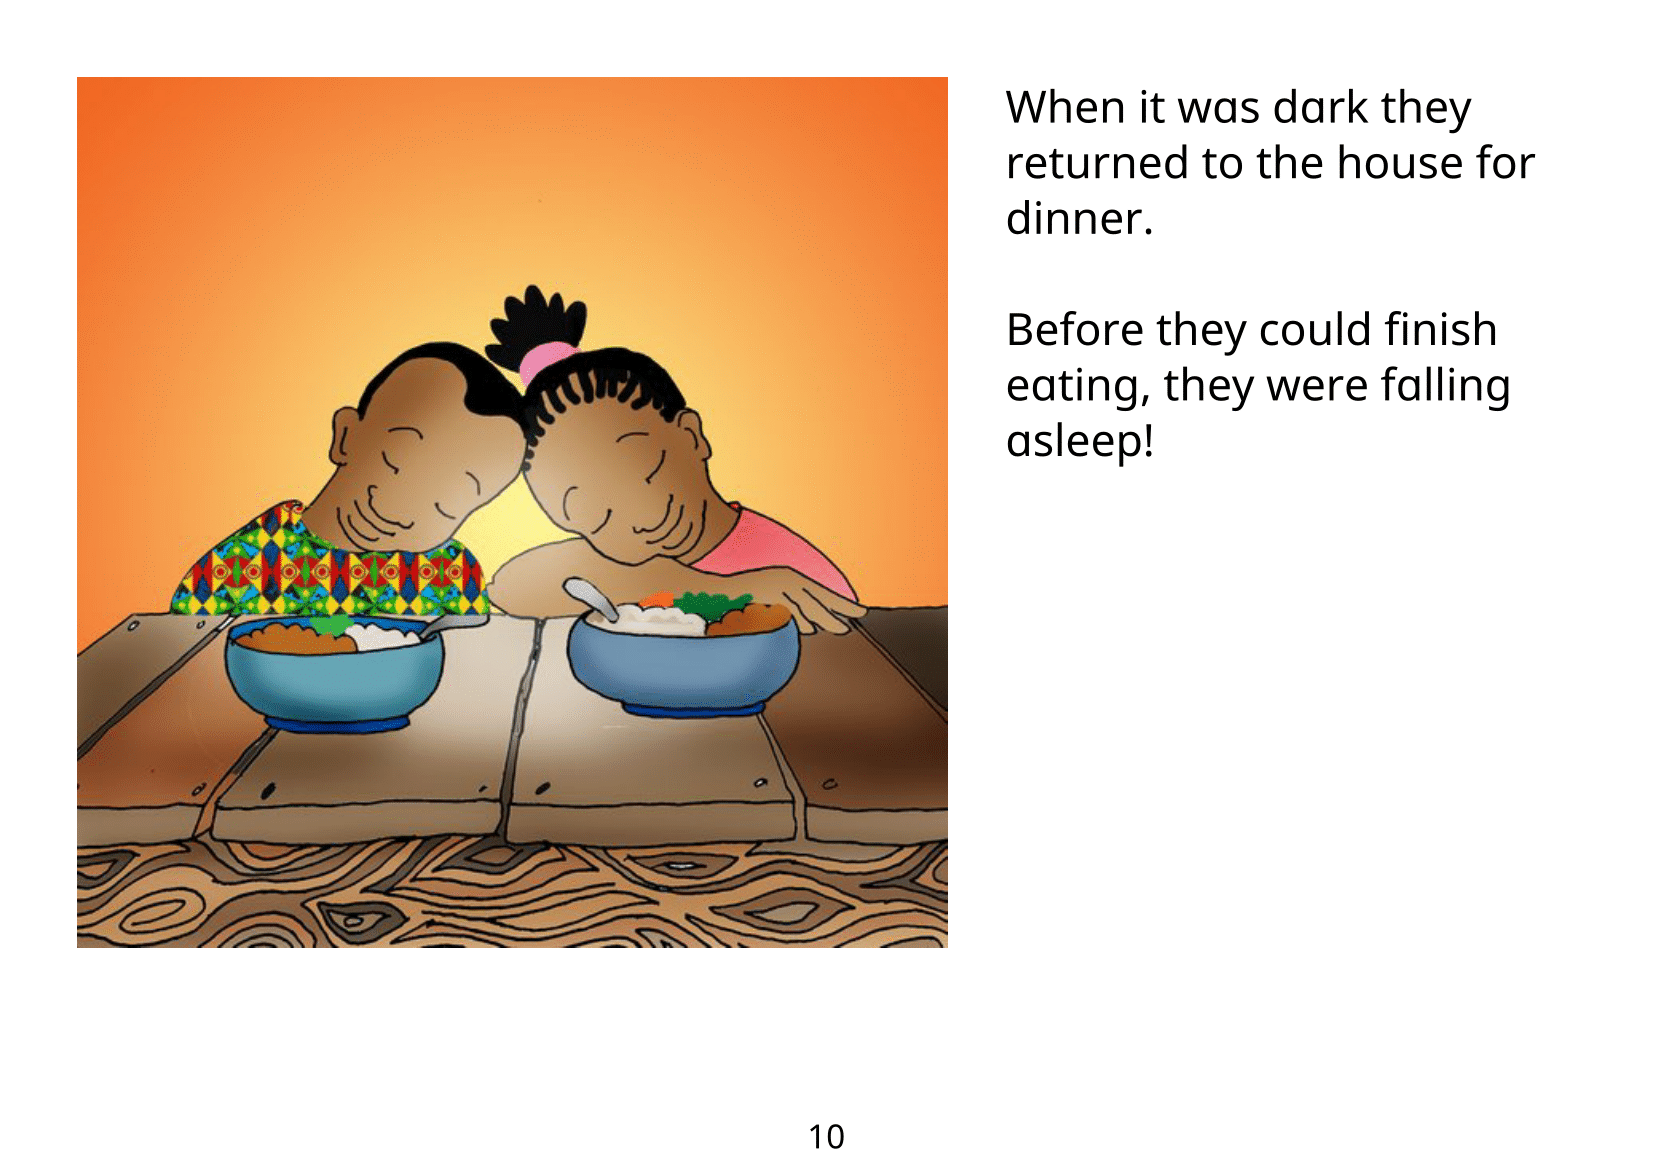 When it was dark they
returned to the house for
dinner.
Before they could finish
eating, they were falling
asleep!
10